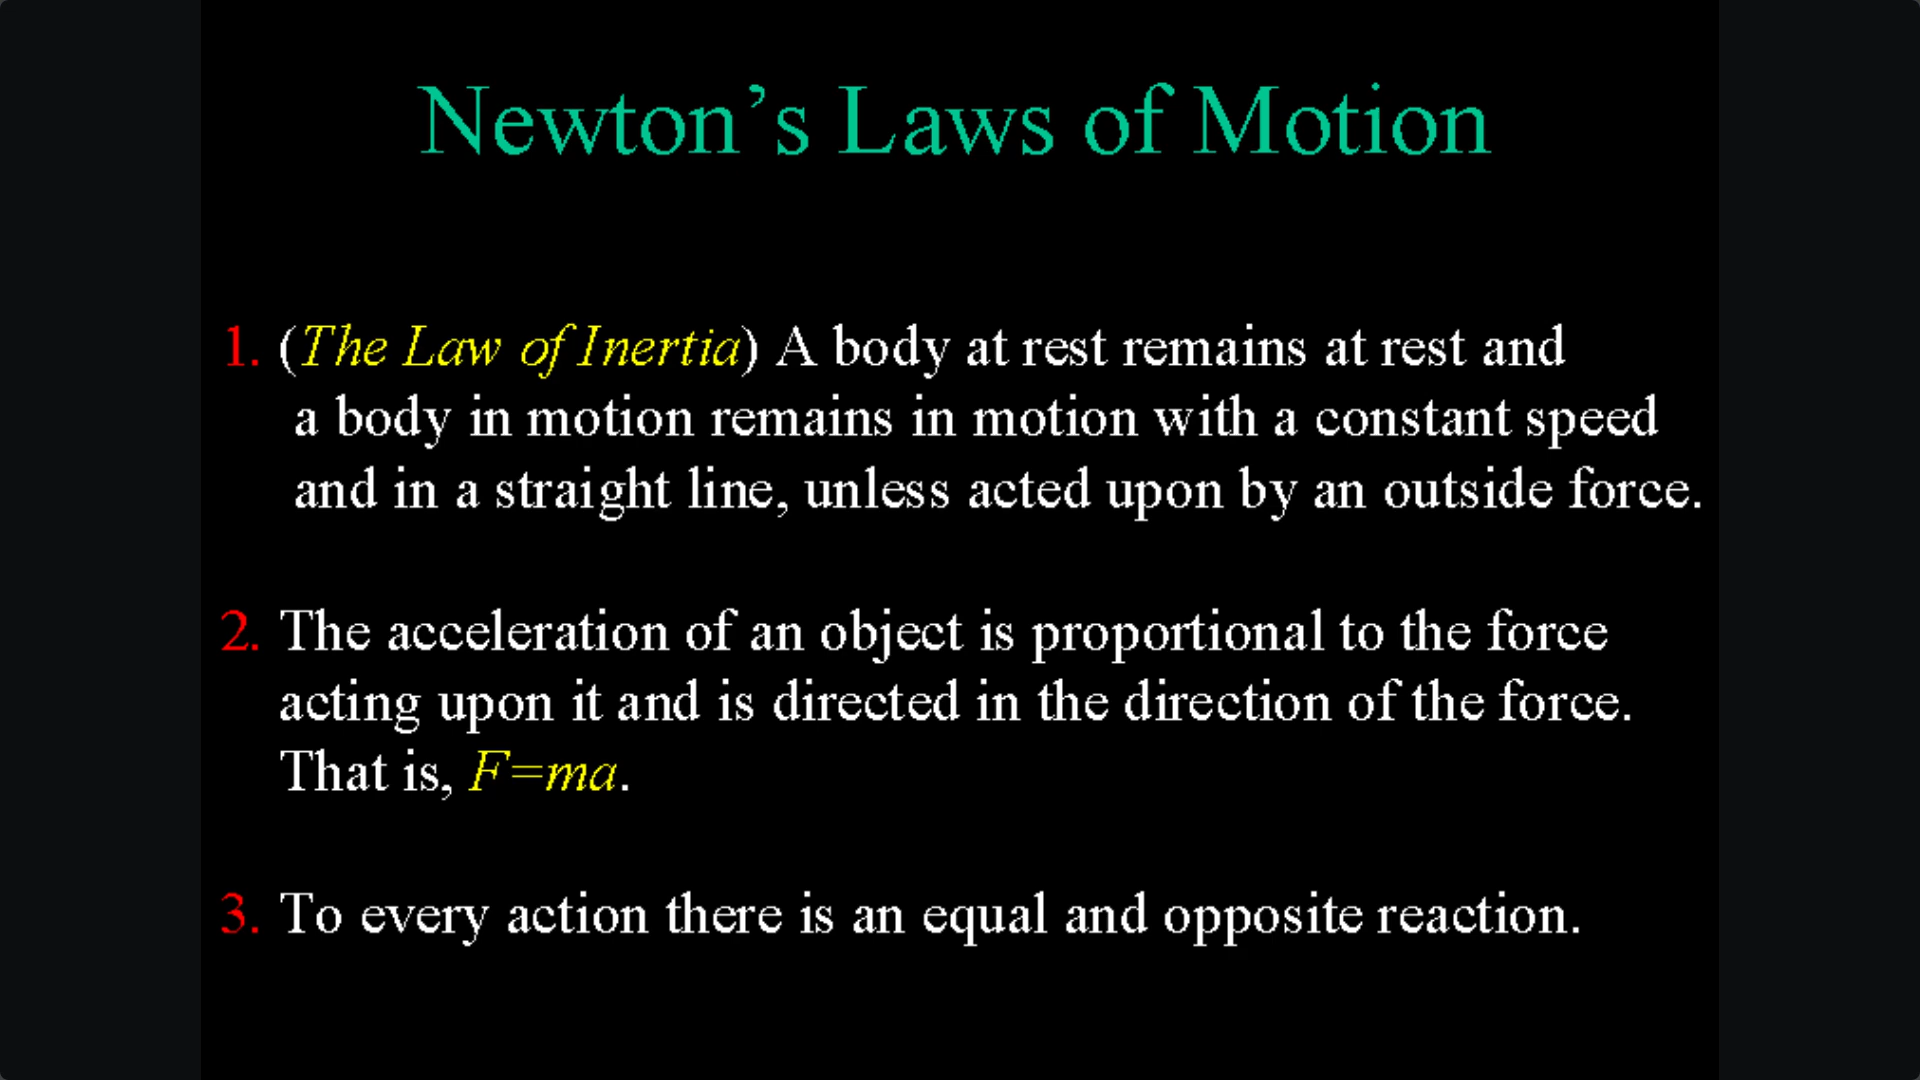 Newton’s Laws of Motion
1. (The Law of Inertia) A body at rest remains at rest and
a body in motion remains in motion with a constant speed
and in a straight line, unless acted upon by an outside force.
2. The acceleration of an object is proportional to the force
acting upon it and is directed in the direction of the force.
That is, F=ma.
3. To every action there is an equal and opposite reaction.